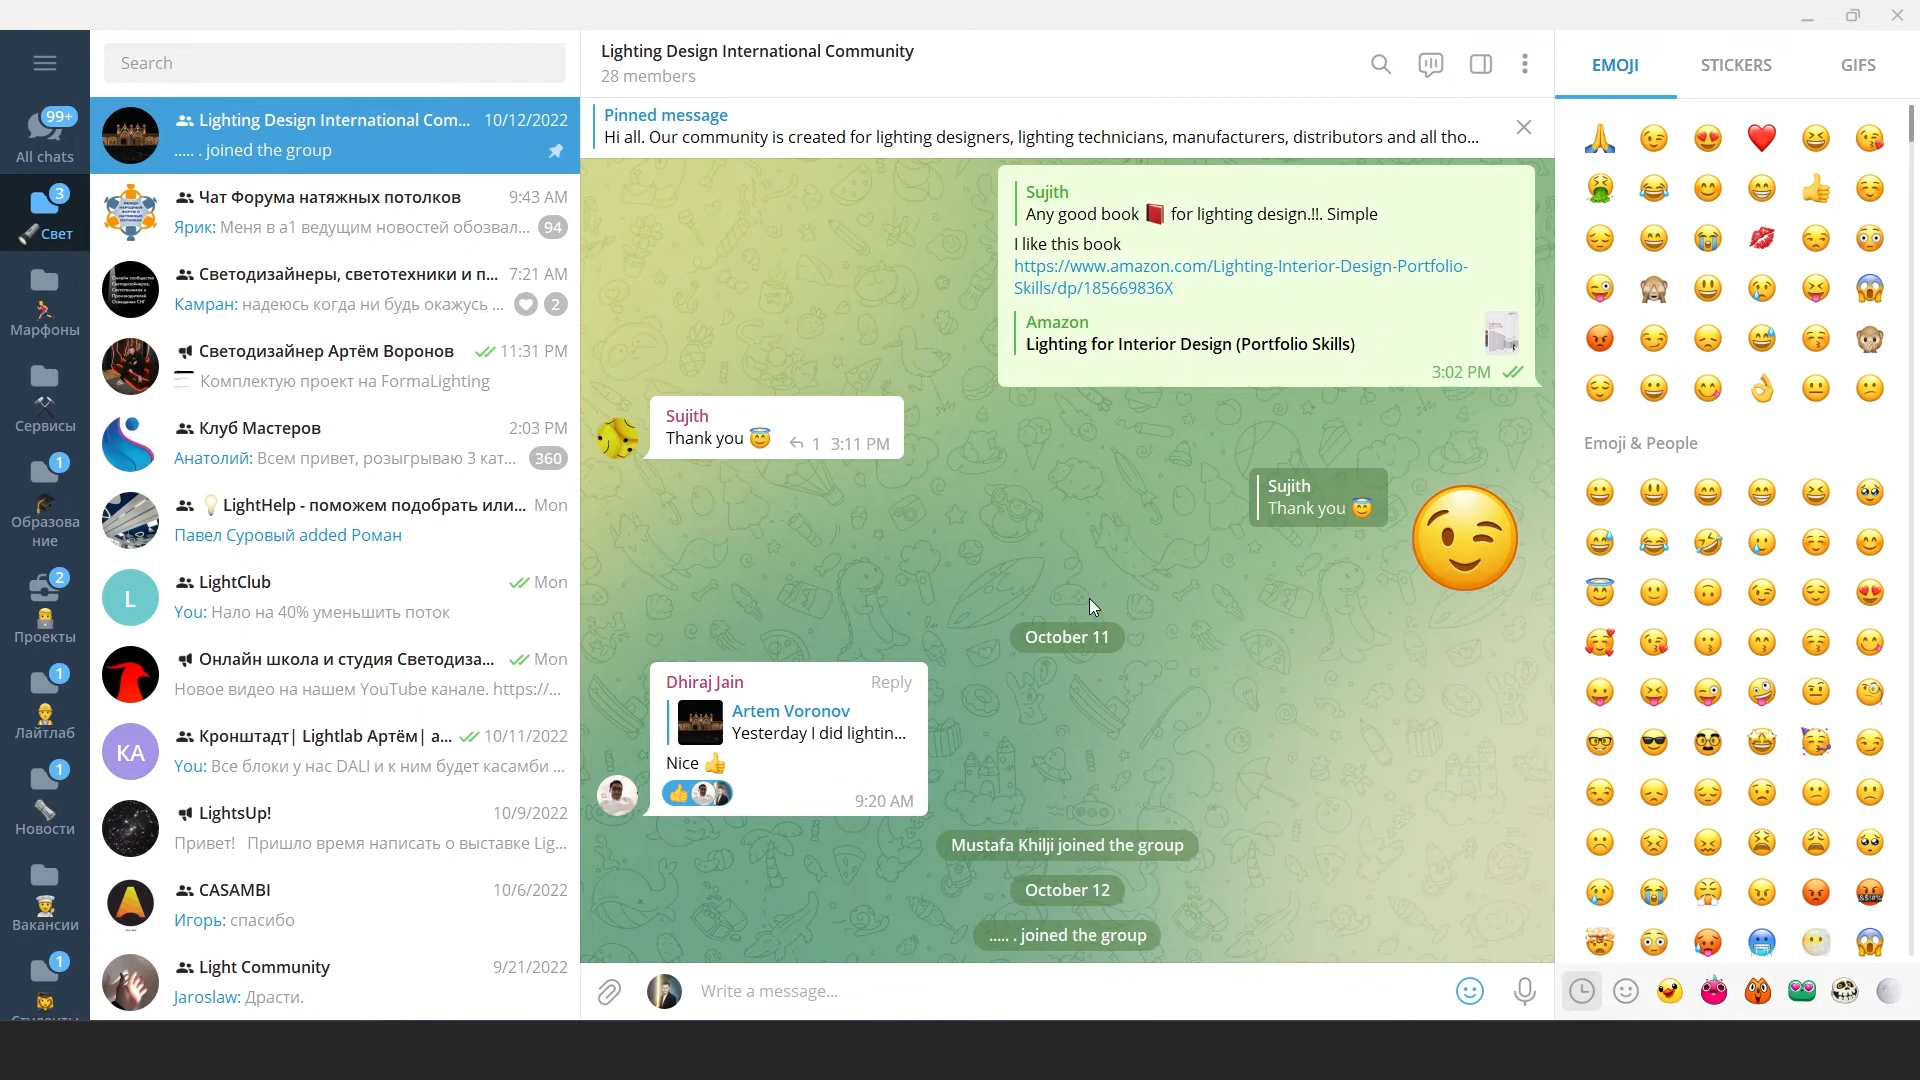 99+
All chats
3
Свет
Марфоны
Сервисы
1
Образова
ние
2
Проекты
1
Лайтлаб
1
Новости
Вакансии
1
Search
Lighting Design International Com... 10/12/2022
..... . joined the group
Чат Форума натяжных потолков 9:43 AM
Ярик: Меня в а1 ведущим новостей обозвал... 94
Светодизайнеры, светотехники и п... 7:21 AM
Камран: надеюсь когда ни будь окажусь ... 2
Светодизайнер Артём Воронов 11:31 PM
Комплектую проект на FormaLighting
Клуб Мастеров 2:03 PM
Анатолий: Всем привет, розыгрываю 3 кат... 360
LightHelp - поможем подобрать или... Mon
Павел Суровый added Роман
L
LightClub Mon
You: Нало на 40% уменьшить поток
Онлайн школа и студия Светодиза... Mon
Новое видео на нашем YouTube канале. https://...
KA
Кронштадт| Lightlab Артём| а... 10/11/2022
You: Все блоки у нас DALI и к ним будет касамби ...
LightsUp! 10/9/2022
Привет! Пришло время написать о выставке Lig...
CASAMBI 10/6/2022
Игорь: спасибо
Light Community 9/21/2022
Jaroslaw: Драсти.
Lighting Design International Community
28 members
Pinned message
Hi all. Our community is created for lighting designers, lighting technicians, manufacturers, distributors and all tho...
Sujith
Any good book 📕 for lighting design.!!. Simple
I like this book
https://www.amazon.com/Lighting-Interior-Design-Portfolio-
Skills/dp/185669836X
Amazon
Lighting for Interior Design (Portfolio Skills)
3:02 PM
Sujith
Thank you 😇 1 3:11 PM
Sujith
Thank you 😇
October 11
Dhiraj Jain Reply
Artem Voronov
Yesterday I did lightin...
Nice 👍
9:20 AM
Mustafa Khilji joined the group
October 12
..... . joined the group
Write a message...
EMOJI STICKERS GIFS
Emoji & People